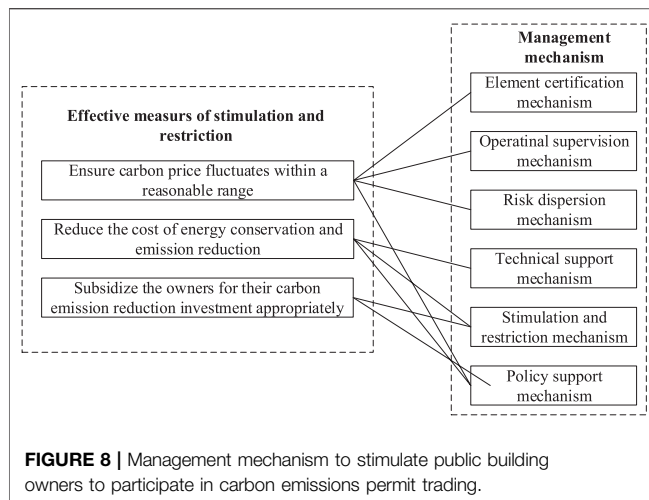 Effective measurs of stimulation and
restriction
Ensure carbon price fluctuates within a
reasonable range
Reduce the cost of energy conservation and
emission reduction
Subsidize the owners for their carbon
emission reduction investment appropriately
Management
mechanism
Element certification
mechanism
Operatinal supervision
mechanism
Risk dispersion
mechanism
Technical support
mechanism
Stimulation and
restriction mechanism
Policy support
mechanism
FIGURE 8 | Management mechanism to stimulate public building
owners to participate in carbon emissions permit trading.